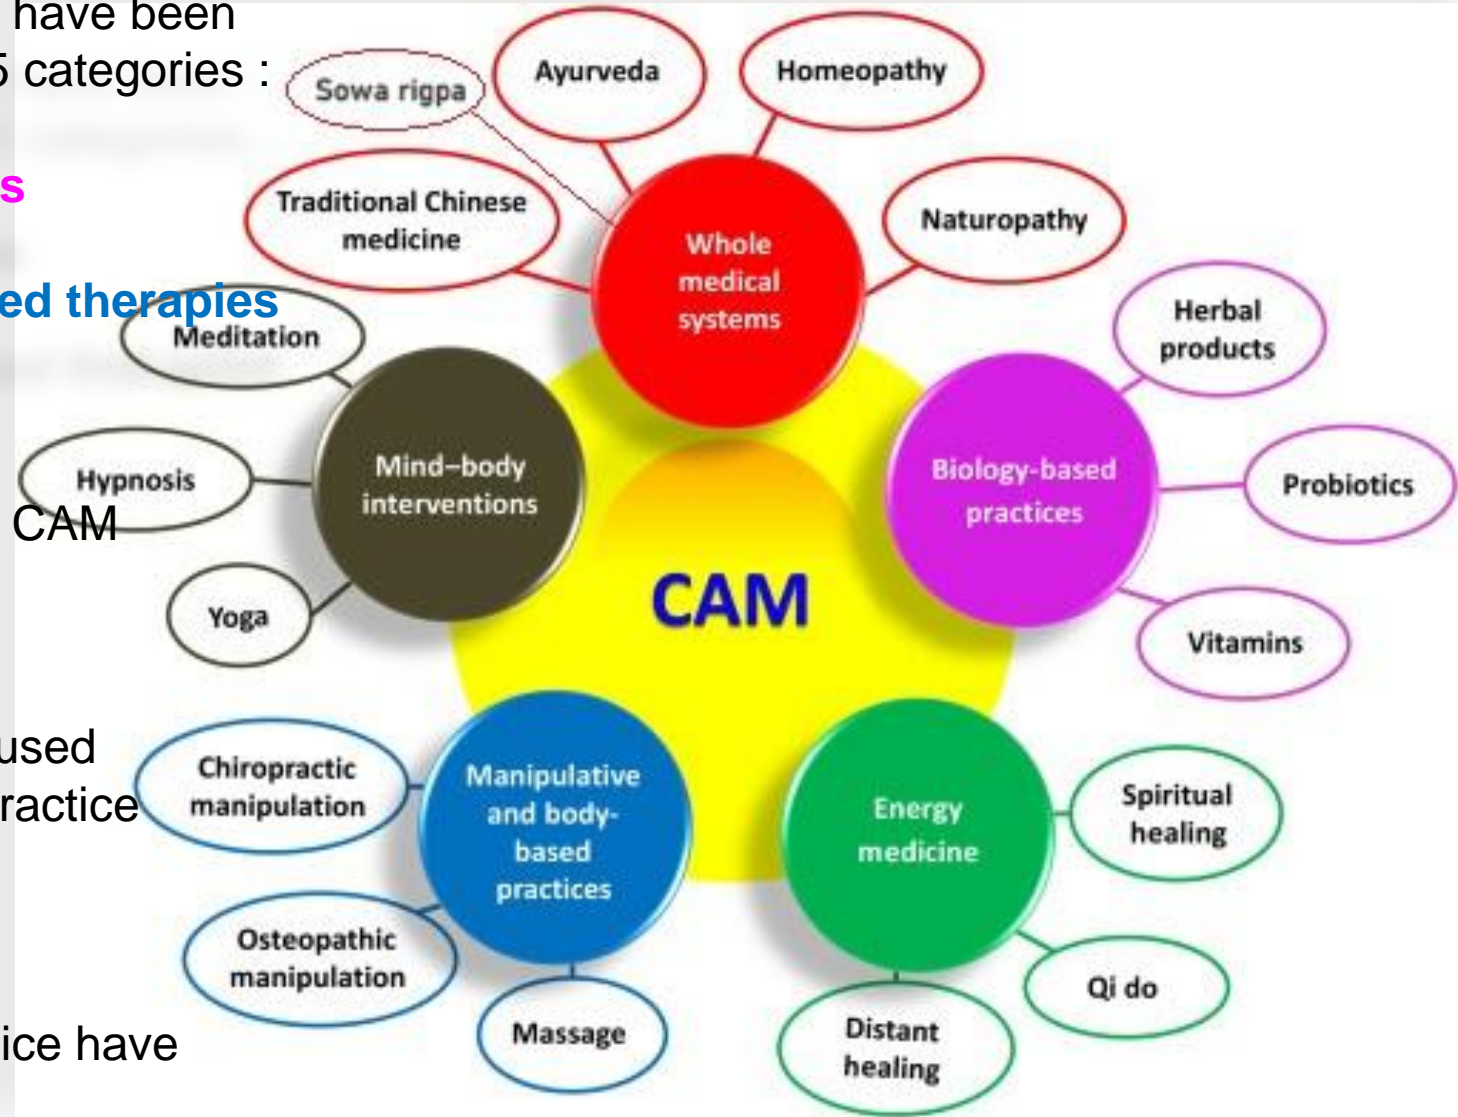 have been
5 categories :
s
ed therapies
CAM
used
ractice
ice have
Sowa rigpa
Ayurveda
Homeopathy
Traditional Chinese
medicine
Naturopathy
Whole
medical
systems
Meditation
Hypnosis
Yoga
Mind–body
interventions
Herbal
products
Probiotics
Vitamins
Biology-based
practices
CAM
Chiropractic
manipulation
Osteopathic
manipulation
Massage
Manipulative
and body-
based
practices
Energy
medicine
Spiritual
healing
Qi do
Distant
healing